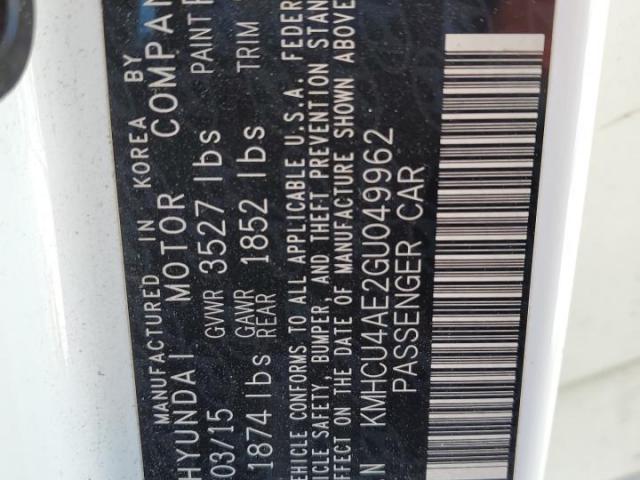 MANUFACTURED IN KOREA BY
HYUNDAI MOTOR COMPAN
03/15 GVWR 3527 lbs PAINT
1874 lbs GAWR REAR 1852 lbs TRIM
EHICLE CONFORMS TO ALL APPLICABLE U.S.A. FEDER
ICLE SAFETY, BUMPER, AND THEFT PREVENTION STAN
FFECT ON THE DATE OF MANUFACTURE SHOWN ABOVE
IN KMHCU4AE2GU049962
PASSENGER CAR